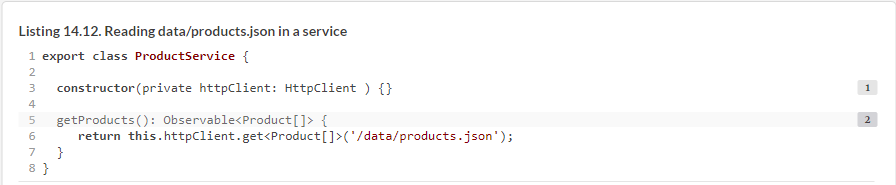 Listing 14.12. Reading data/products.json in a service
1 export class ProductService {
2
3   constructor(private httpClient: HttpClient ) {} 1
4
5   getProducts(): Observable<Product[]> { 2
6      return this.httpClient.get<Product[]>('/data/products.json');
7   }
8 }